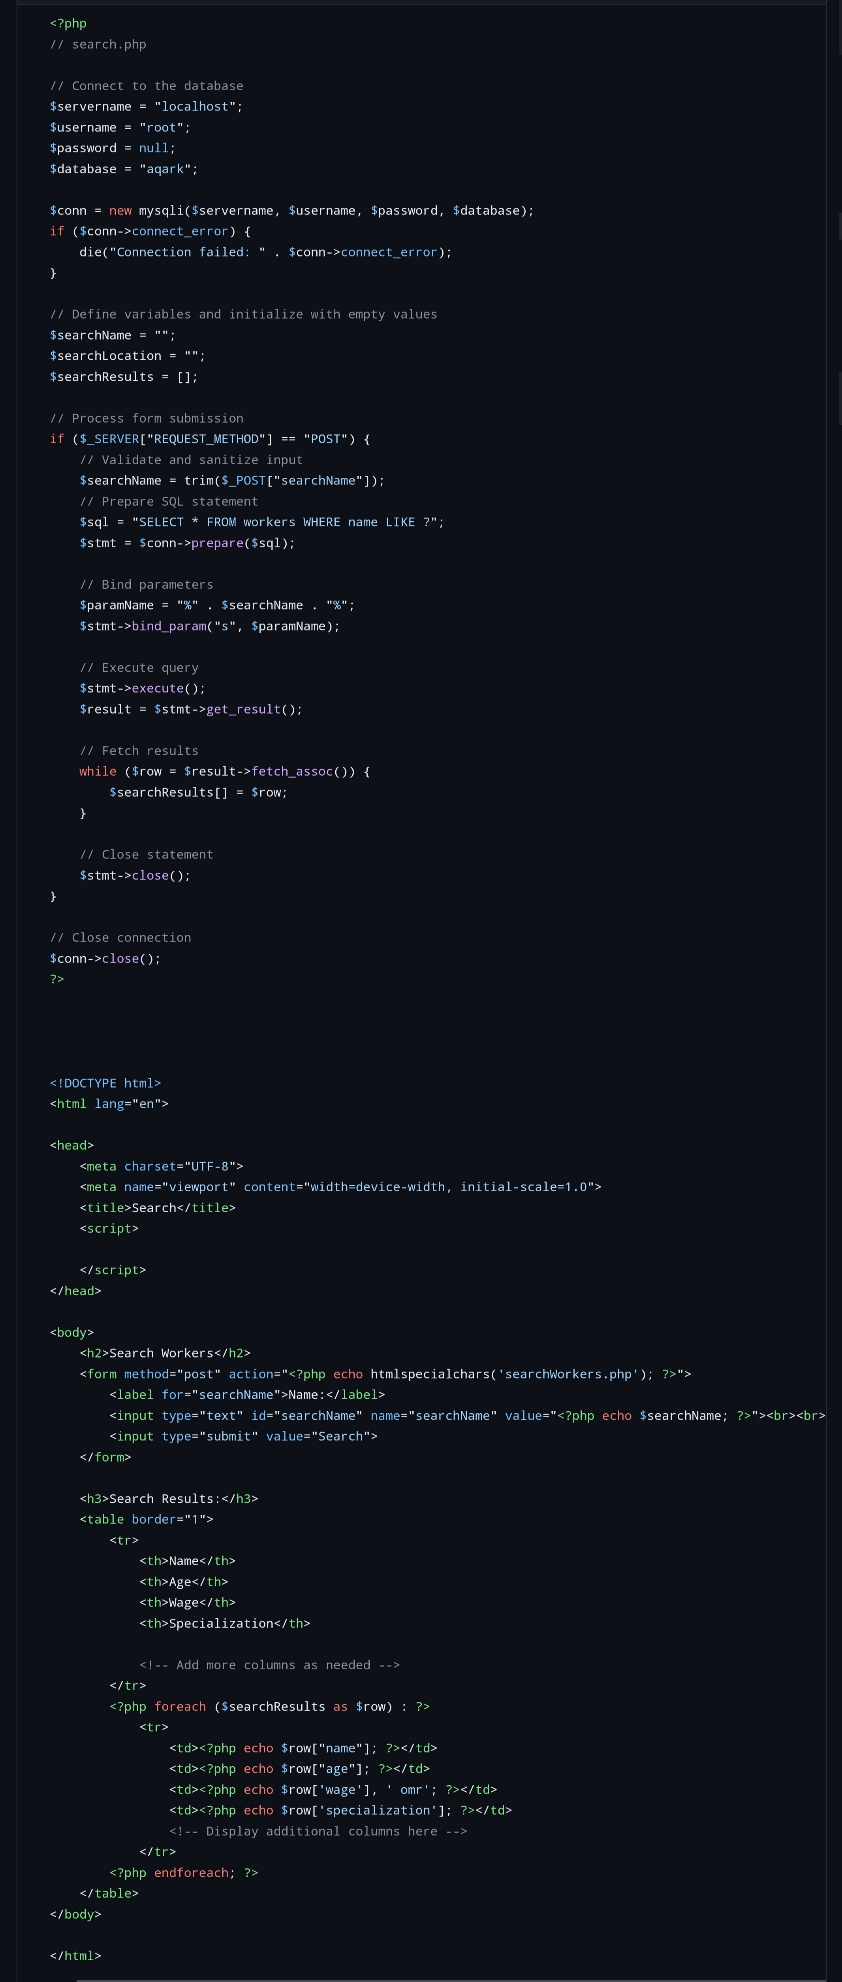 <?php
// search.php
// Connect to the database
$servername = "localhost";
$username = "root";
$password = null;
$database = "aqark";
$conn = new mysqli($servername, $username, $password, $database);
if ($conn->connect_error) {
    die("Connection failed: " . $conn->connect_error);
}
// Define variables and initialize with empty values
$searchName = "";
$searchLocation = "";
$searchResults = [];
// Process form submission
if ($_SERVER["REQUEST_METHOD"] == "POST") {
    // Validate and sanitize input
    $searchName = trim($_POST["searchName"]);
    // Prepare SQL statement
    $sql = "SELECT * FROM workers WHERE name LIKE ?";
    $stmt = $conn->prepare($sql);
    // Bind parameters
    $paramName = "%" . $searchName . "%";
    $stmt->bind_param("s", $paramName);
    // Execute query
    $stmt->execute();
    $result = $stmt->get_result();
    // Fetch results
    while ($row = $result->fetch_assoc()) {
        $searchResults[] = $row;
    }
    // Close statement
    $stmt->close();
}
// Close connection
$conn->close();
?>
<!DOCTYPE html>
<html lang="en">
<head>
    <meta charset="UTF-8">
    <meta name="viewport" content="width=device-width, initial-scale=1.0">
    <title>Search</title>
    <script>
    </script>
</head>
<body>
    <h2>Search Workers</h2>
    <form method="post" action="<?php echo htmlspecialchars('searchWorkers.php'); ?>">
        <label for="searchName">Name:</label>
        <input type="text" id="searchName" name="searchName" value="<?php echo $searchName; ?>"><br><br>
        <input type="submit" value="Search">
    </form>
    <h3>Search Results:</h3>
    <table border="1">
        <tr>
            <th>Name</th>
            <th>Age</th>
            <th>Wage</th>
            <th>Specialization</th>
            <!-- Add more columns as needed -->
        </tr>
        <?php foreach ($searchResults as $row) : ?>
            <tr>
                <td><?php echo $row["name"]; ?></td>
                <td><?php echo $row["age"]; ?></td>
                <td><?php echo $row['wage'], ' omr'; ?></td>
                <td><?php echo $row['specialization']; ?></td>
                <!-- Display additional columns here -->
            </tr>
        <?php endforeach; ?>
    </table>
</body>
</html>